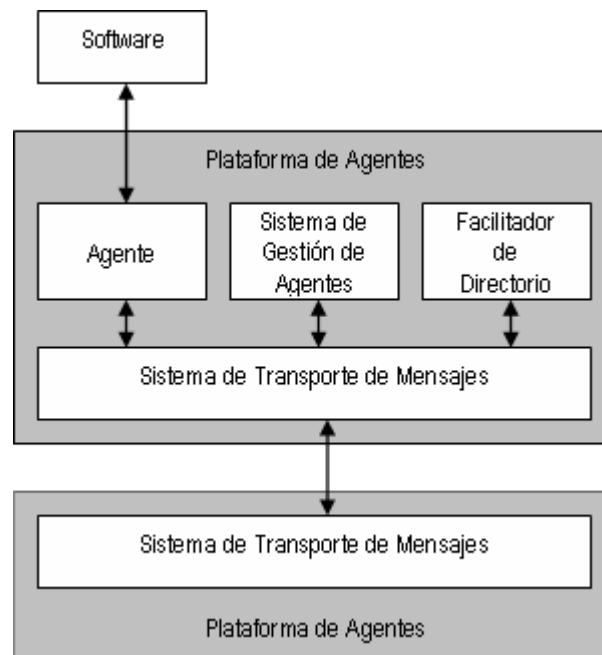 Software
Plataforma de Agentes
Agente
Sistema de
Gestión de
Agentes
Facilitador
de
Directorio
Sistema de Transporte de Mensajes
Sistema de Transporte de Mensajes
Plataforma de Agentes